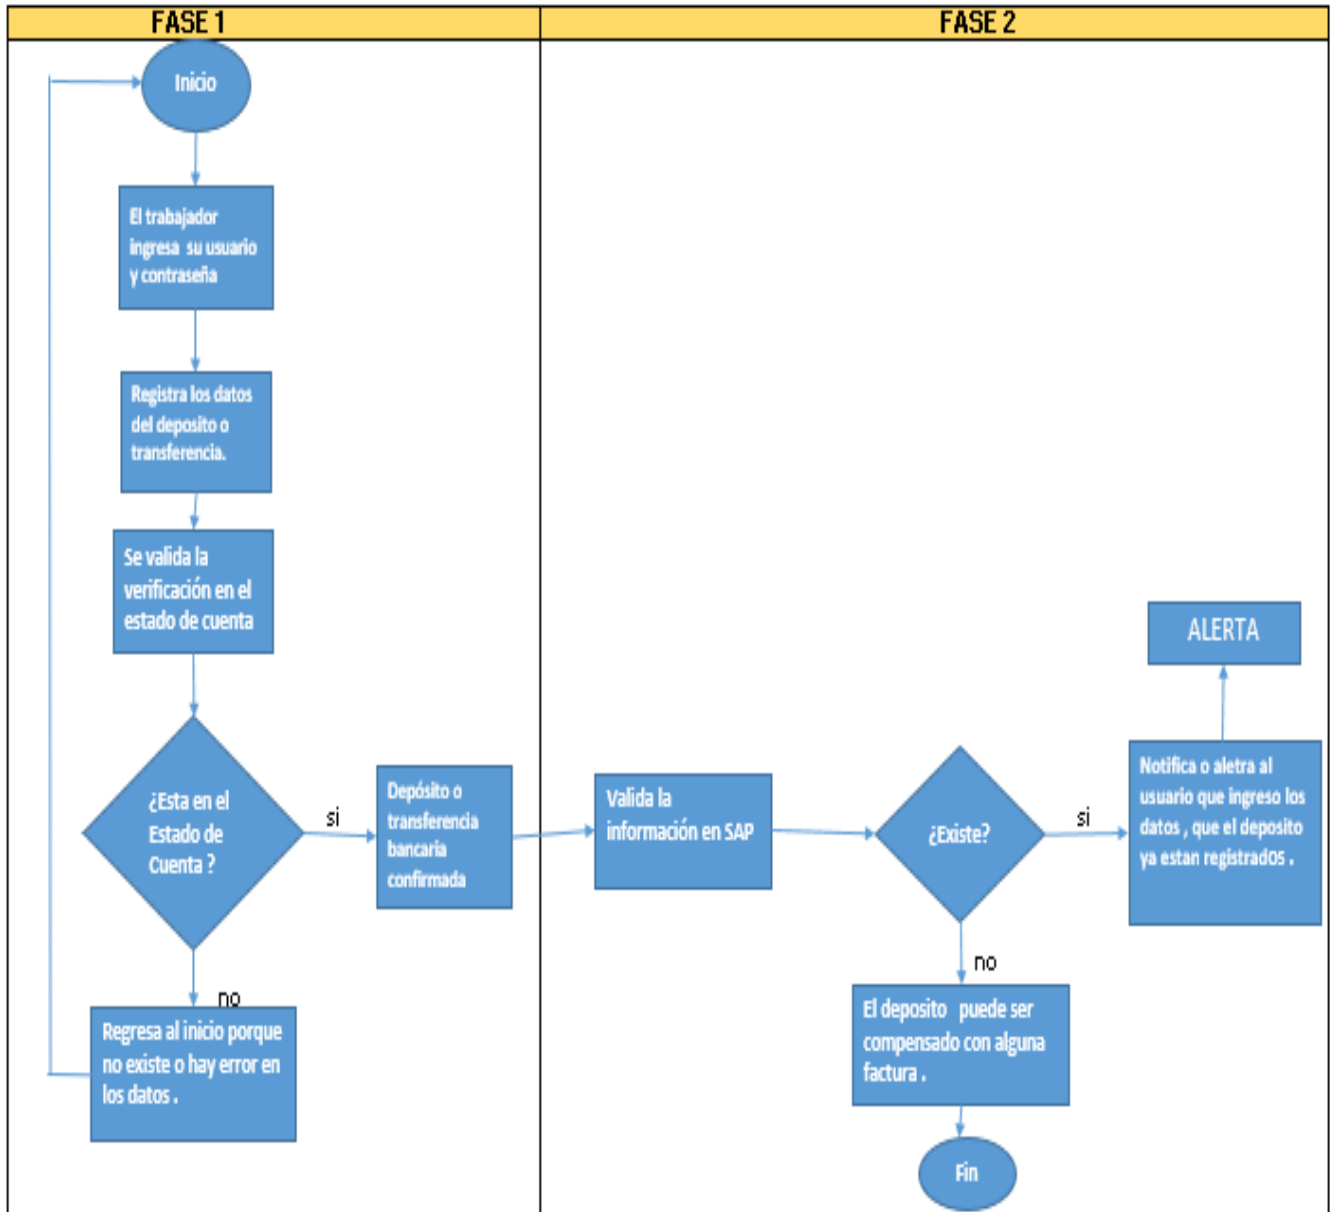 FASE 1
FASE 2
Inicio
El trabajador
ingresa su usuario
y contraseña
Registra los datos
del deposito o
transferencia.
Se valida la
verificación en el
estado de cuenta
¿Esta en el
Estado de
Cuenta ?
si
Depósito o
transferencia
bancaria
confirmada
no
Regresa al inicio porque
no existe o hay error en
los datos .
Valida la
información en SAP
¿Existe?
si
Notifica o aletra al
usuario que ingreso los
datos , que el deposito
ya estan registrados .
ALERTA
no
El deposito puede ser
compensado con alguna
factura .
Fin